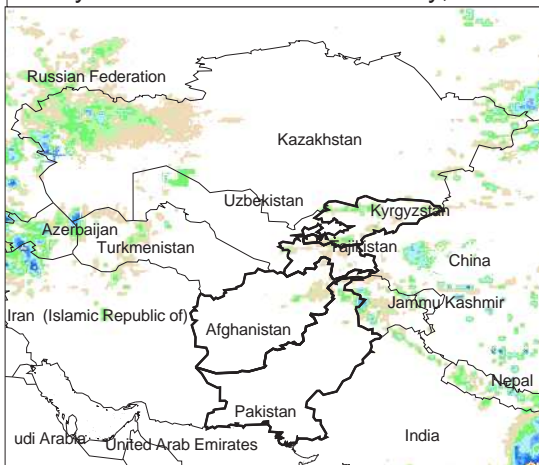 Russian Federation
Kazakhstan
Uzbekistan
Kyrgyzstan
Azerbaijan
Turkmenistan
Tajikistan
China
Iran (Islamic Republic of)
Jammu Kashmir
Afghanistan
Nepal
Pakistan
udi Arabia
United Arab Emirates
India